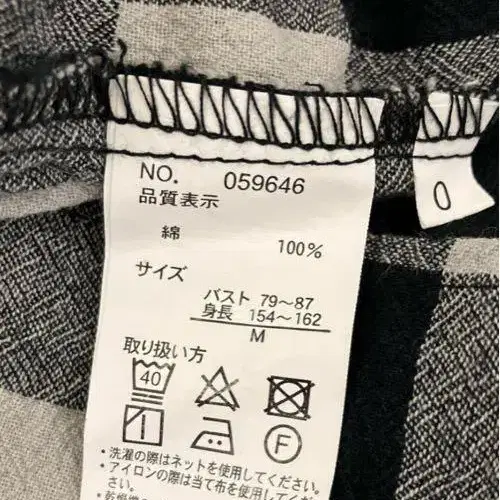 NO. 059646
品質表示
綿 100%
サイズ
バスト 79～87
身長 154～162
M
取り扱い方
40
F
・洗濯の際はネットを使用してください。
・アイロンの際は当て布を使用してくだ
さい。
0